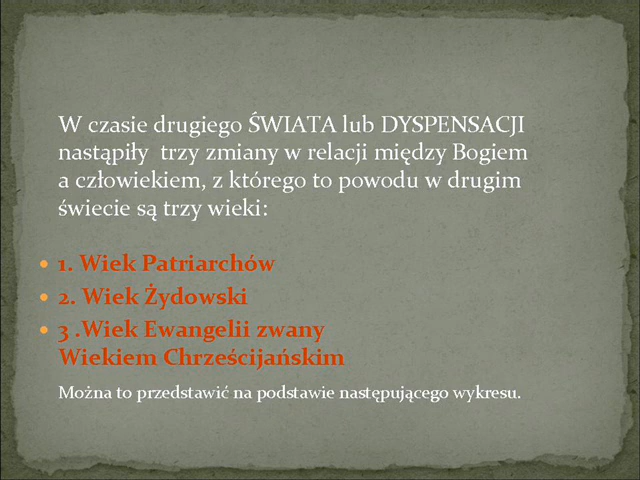 W czasie drugiego ŚWIATA lub DYSPENSACJI
nastąpiły trzy zmiany w relacji między Bogiem
a człowiekiem, z którego to powodu w drugim
świecie są trzy wieki:
• 1. Wiek Patriarchów
• 2. Wiek Żydowski
• 3 .Wiek Ewangelii zwany
Wiekiem Chrześcijańskim
Można to przedstawić na podstawie następującego wykresu.